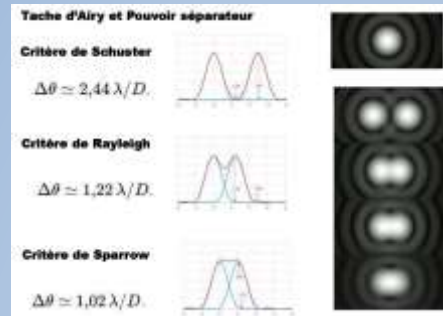 Tache d'Airy et Pouvoir séparateur
Critère de Schuster
Δθ ≃ 2,44 λ/D.
Critère de Rayleigh
Δθ ≃ 1,22 λ/D.
Critère de Sparrow
Δθ ≃ 1,02 λ/D.